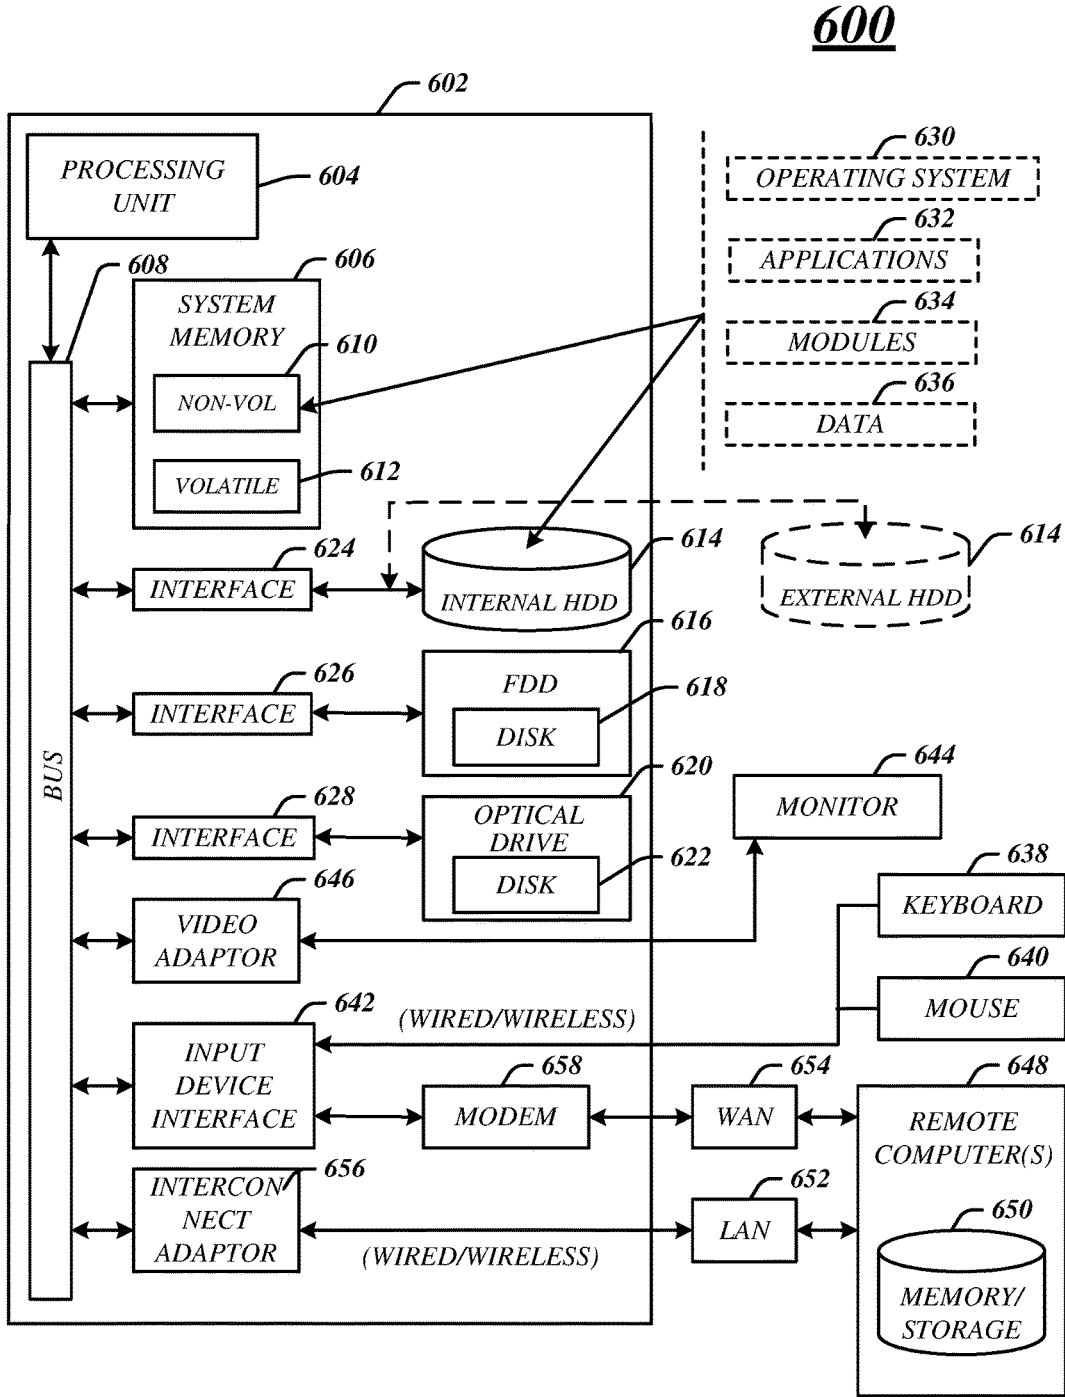 600
602
PROCESSING
UNIT
604
630
OPERATING SYSTEM
632
APPLICATIONS
634
MODULES
636
DATA
608
606
SYSTEM
MEMORY
610
NON-VOL
612
VOLATILE
624
INTERFACE
614
INTERNAL HDD
614
EXTERNAL HDD
616
626
INTERFACE
FDD
618
DISK
BUS
620
628
INTERFACE
OPTICAL
DRIVE
622
DISK
644
MONITOR
646
VIDEO
ADAPTOR
638
KEYBOARD
640
MOUSE
642
(WIRED/WIRELESS)
INPUT
DEVICE
INTERFACE
658
MODEM
654
WAN
648
REMOTE
COMPUTER(S)
656
INTERCON
NECT
ADAPTOR
(WIRED/WIRELESS)
652
LAN
650
MEMORY/
STORAGE